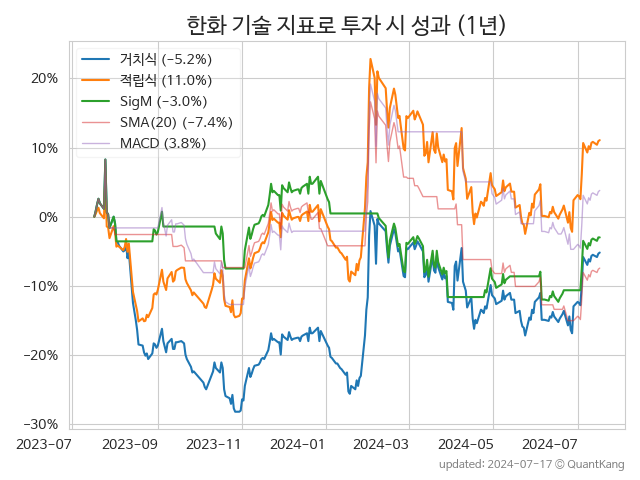 한화 기술 지표로 투자 시 성과 (1년)
거치식 (−5.2%)
적립식 (11.0%)
SigM (−3.0%)
SMA(20) (−7.4%)
MACD (3.8%)
20%
10%
0%
−10%
−20%
−30%
2023-07 2023-09 2023-11 2024-01 2024-03 2024-05 2024-07
updated: 2024-07-17 © QuantKang